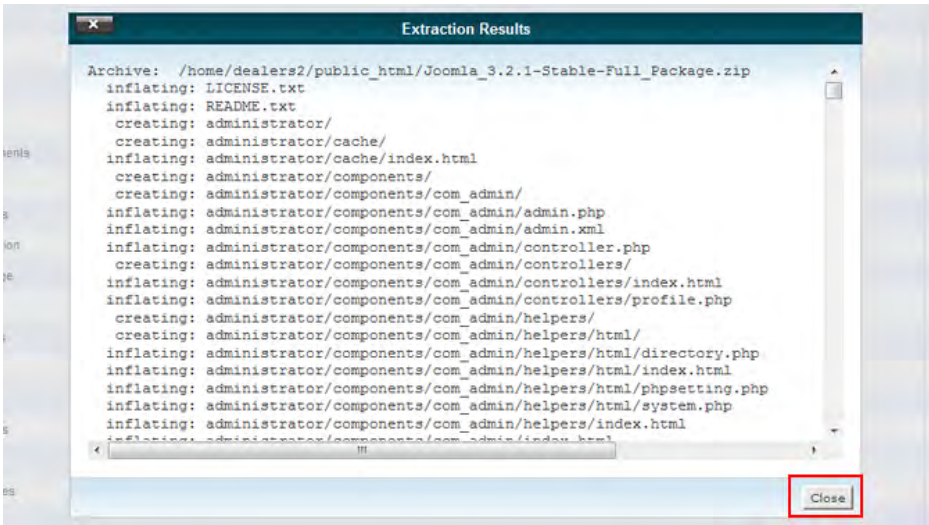 Extraction Results
Archive:  /home/dealers2/public_html/Joomla_3.2.1-Stable-Full_Package.zip
inflating: LICENSE.txt
inflating: README.txt
creating: administrator/
creating: administrator/cache/
inflating: administrator/cache/index.html
creating: administrator/components/
creating: administrator/components/com_admin/
inflating: administrator/components/com_admin/admin.php
inflating: administrator/components/com_admin/admin.xml
inflating: administrator/components/com_admin/controller.php
creating: administrator/components/com_admin/controllers/
inflating: administrator/components/com_admin/controllers/index.html
inflating: administrator/components/com_admin/controllers/profile.php
creating: administrator/components/com_admin/helpers/
creating: administrator/components/com_admin/helpers/html/
inflating: administrator/components/com_admin/helpers/html/directory.php
inflating: administrator/components/com_admin/helpers/html/index.html
inflating: administrator/components/com_admin/helpers/html/phpsetting.php
inflating: administrator/components/com_admin/helpers/html/system.php
inflating: administrator/components/com_admin/helpers/index.html
inflating: administrator/components/com_admin/index.html
Close